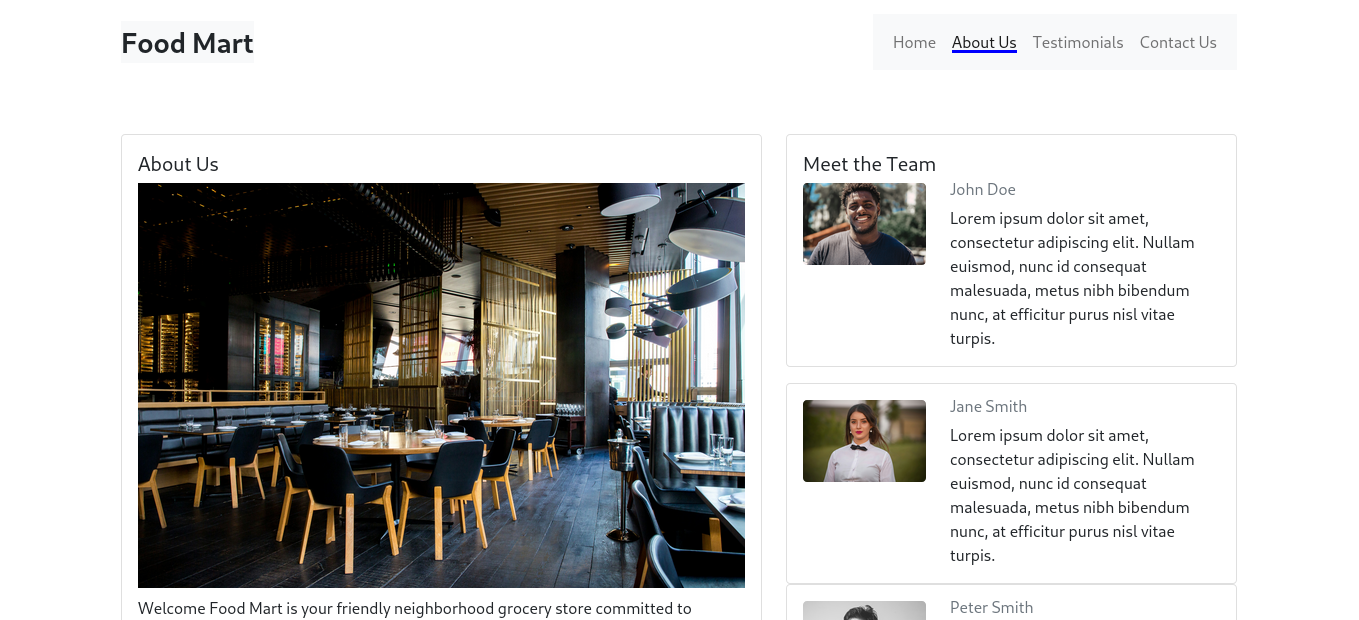 Food Mart
Home About Us Testimonials Contact Us
About Us
Welcome Food Mart is your friendly neighborhood grocery store committed to
Meet the Team
John Doe
Lorem ipsum dolor sit amet,
consectetur adipiscing elit. Nullam
euismod, nunc id consequat
malesuada, metus nibh bibendum
nunc, at efficitur purus nisl vitae
turpis.
Jane Smith
Lorem ipsum dolor sit amet,
consectetur adipiscing elit. Nullam
euismod, nunc id consequat
malesuada, metus nibh bibendum
nunc, at efficitur purus nisl vitae
turpis.
Peter Smith